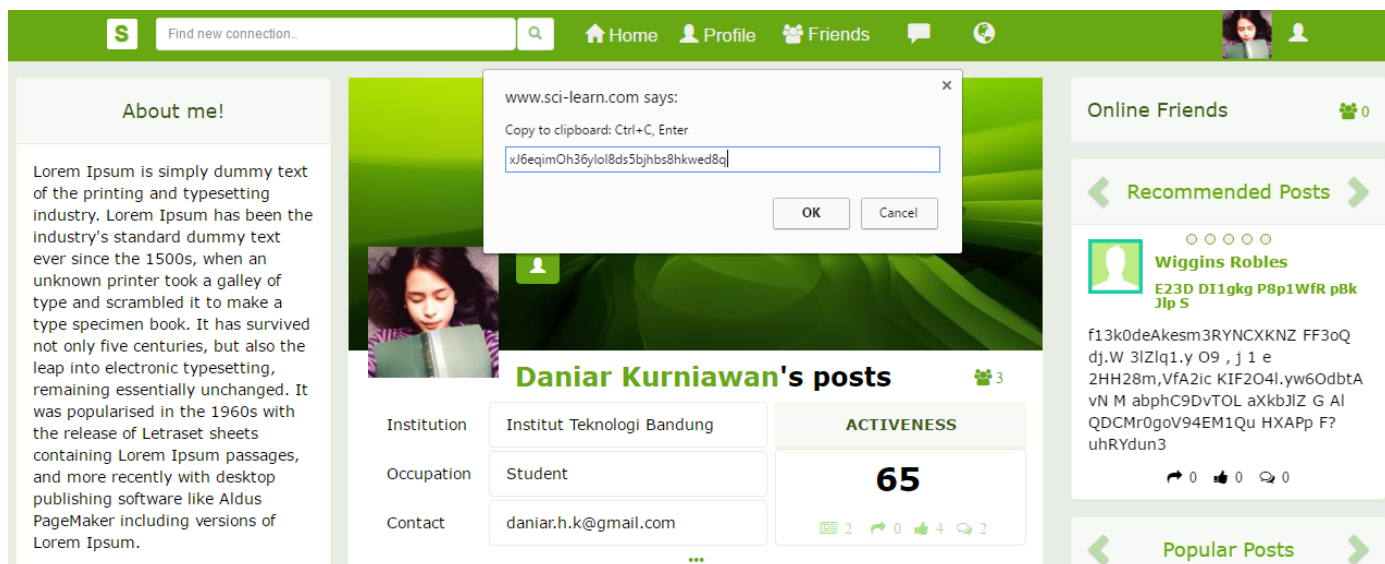 S
Find new connection..
Home
Profile
Friends
About me!
Lorem Ipsum is simply dummy text
of the printing and typesetting
industry. Lorem Ipsum has been the
industry's standard dummy text
ever since the 1500s, when an
unknown printer took a galley of
type and scrambled it to make a
type specimen book. It has survived
not only five centuries, but also the
leap into electronic typesetting,
remaining essentially unchanged. It
was popularised in the 1960s with
the release of Letraset sheets
containing Lorem Ipsum passages,
and more recently with desktop
publishing software like Aldus
PageMaker including versions of
Lorem Ipsum.
www.sci-learn.com says:
Copy to clipboard: Ctrl+C, Enter
xJ6eqimOh36ylol8ds5bjhbs8hkwed8q
OK
Cancel
Daniar Kurniawan's posts
3
Institution
Institut Teknologi Bandung
Occupation
Student
Contact
daniar.h.k@gmail.com
ACTIVENESS
65
2 0 4 2
Online Friends
0
Recommended Posts
Wiggins Robles
E23D DI1gkg P8p1WfR pBk
Jlp S
f13k0deAkesm3RYNCXKNZ FF3oQ
dj.W 3lZlq1.y O9 , j 1 e
2HH28m,VfA2ic KIF2O4l.yw6OdbtA
vN M abphC9DvTOL aXkbJlZ G Al
QDCMr0goV94EM1Qu HXAPp F?
uhRYdun3
0 0 0
Popular Posts